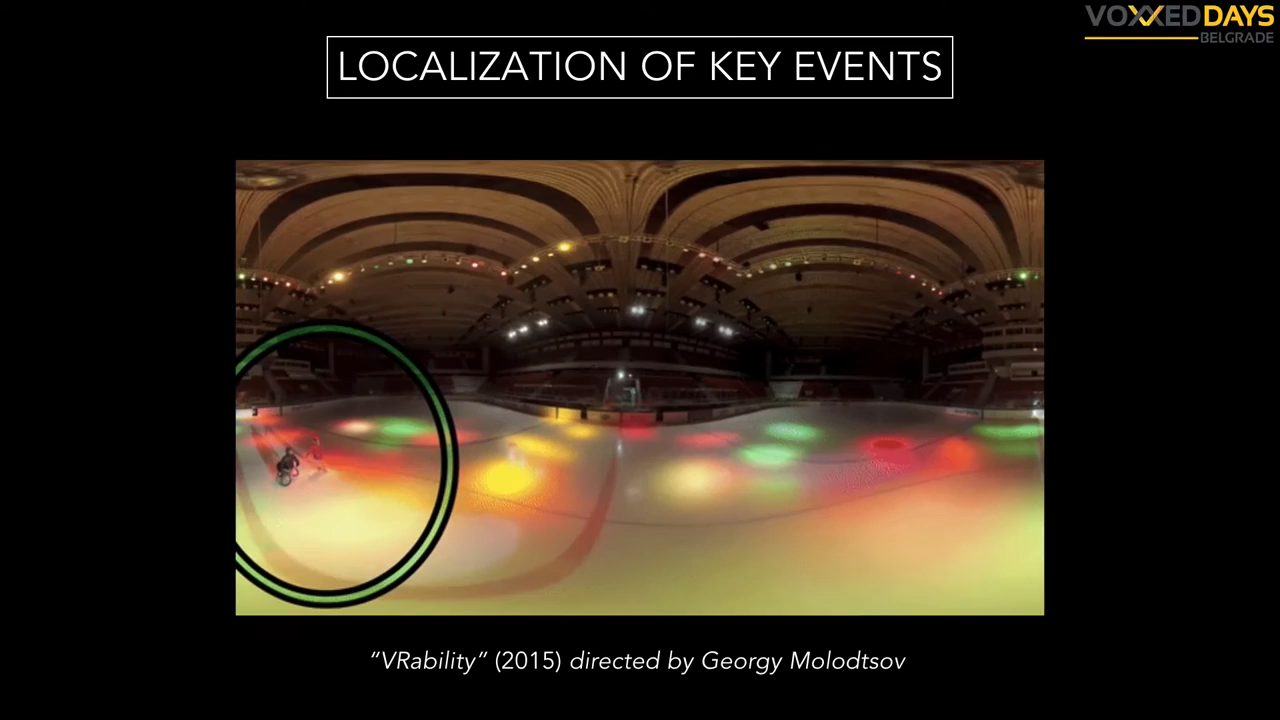 VOXXEDDAYS
BELGRADE
LOCALIZATION OF KEY EVENTS
“VRability” (2015) directed by Georgy Molodtsov